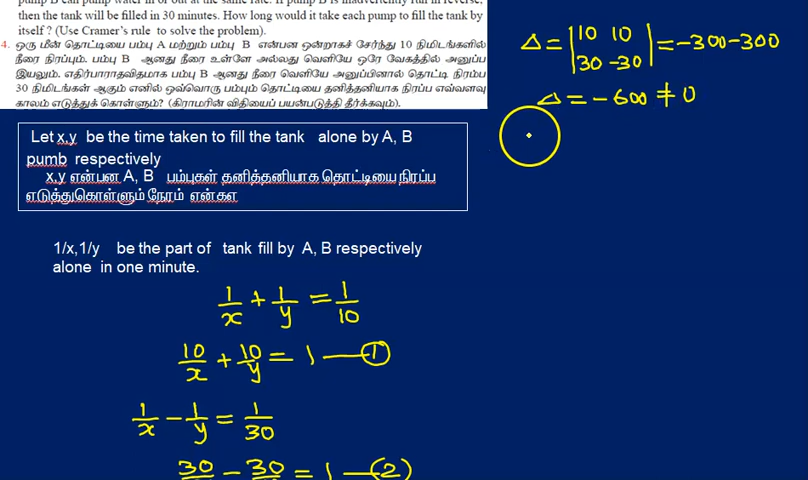 pump B can pump water in or out at the same rate. If pump B is inadvertently run in reverse,
then the tank will be filled in 30 minutes. How long would it take each pump to fill the tank by
itself ? (Use Cramer's rule to solve the problem).
4. ஒரு மீன் தொட்டியை பம்பு A மற்றும் பம்பு B என்பன ஒன்றாகச் சேர்ந்து 10 நிமிடங்களில்
நீரை நிரப்பும். பம்பு B ஆனது நீரை உள்ளே அல்லது வெளியே ஒரே வேகத்தில் அனுப்ப
இயலும். எதிர்பாராதவிதமாக பம்பு B ஆனது நீரை வெளியே அனுப்பினால் தொட்டி நிரம்ப
30 நிமிடங்கள் ஆகும் எனில் ஒவ்வொரு பம்பும் தொட்டியை தனித்தனியாக நிரப்ப எவ்வளவு
காலம் எடுத்துக் கொள்ளும்? (கிராமரின் விதியைப் பயன்படுத்தி தீர்க்கவும்).
Let x,y be the time taken to fill the tank alone by A, B
pumb respectively
x,y என்பன A, B பம்புகள் தனித்தனியாக தொட்டியை நிரப்ப
எடுத்துகொள்ளும் நேரம் என்க
1/x,1/y be the part of tank fill by A, B respectively
alone in one minute.
1/x + 1/y = 1/10
10/x + 10/y = 1 — (1)
1/x - 1/y = 1/30
30 - 30 = 1 — (2)
Δ = |10 10| = -300-300
|30 -30|
Δ = -600 ≠ 0